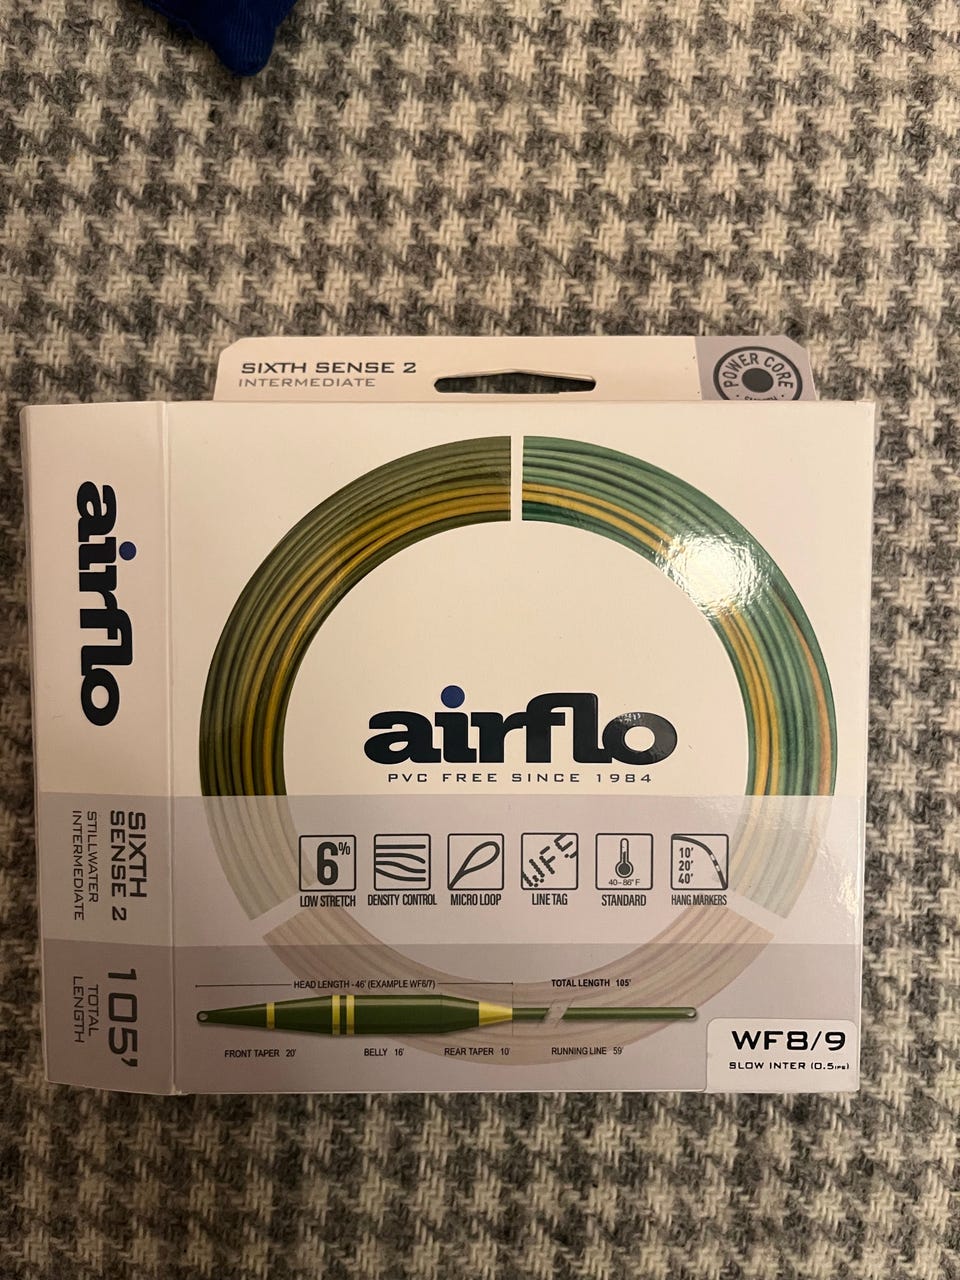 SIXTH SENSE 2
INTERMEDIATE
POWER CORE
airflo
PVC FREE SINCE 1984
6%
LOW STRETCH
DENSITY CONTROL
MICRO LOOP
WF5
LINE TAG
40-86° F
STANDARD
10'
20'
40'
HANG MARKERS
HEAD LENGTH - 46' (EXAMPLE WF6/7)
TOTAL LENGTH 105'
FRONT TAPER 20'
BELLY 16'
REAR TAPER 10'
RUNNING LINE 59'
WF8/9
SLOW INTER (0.5ips)
airflo
SIXTH
SENSE 2
STILLWATER
INTERMEDIATE
105'
TOTAL
LENGTH